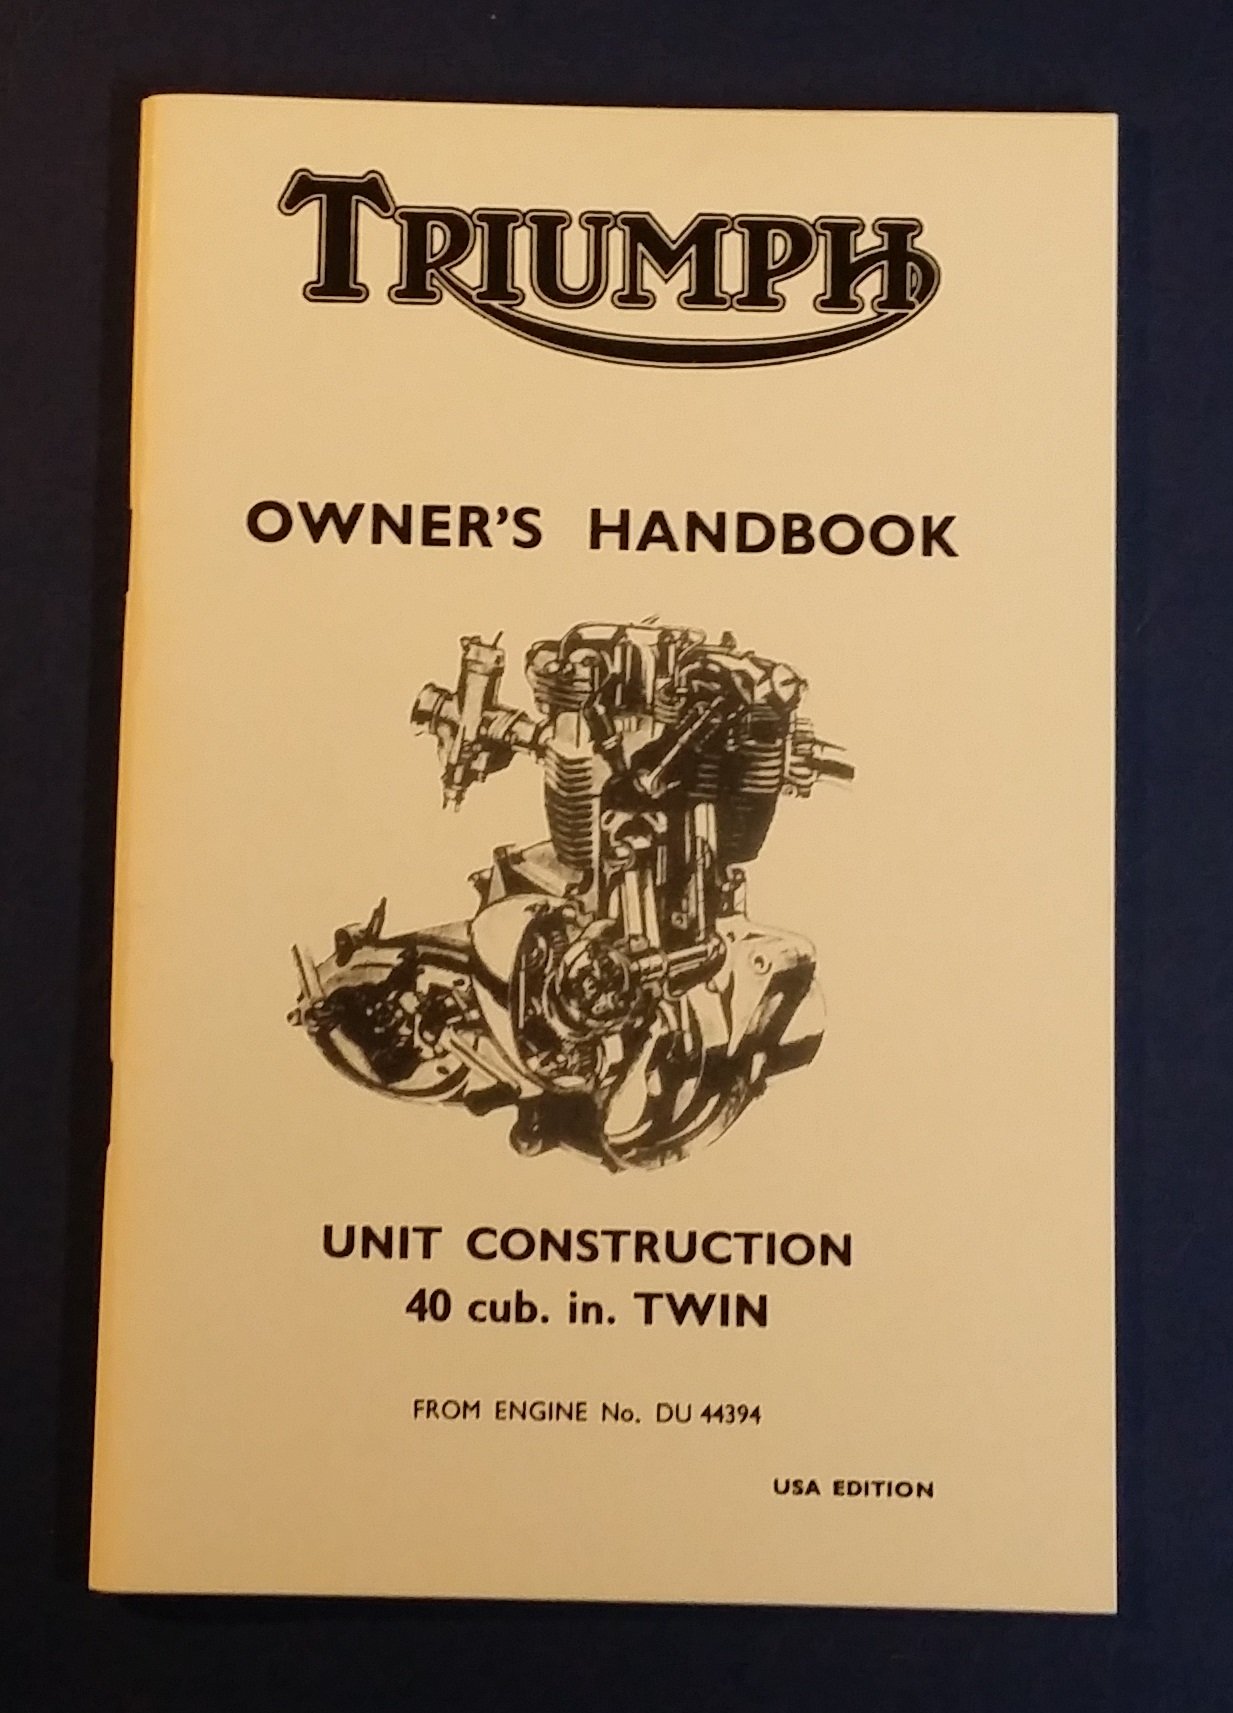 TRIUMPH
OWNER'S HANDBOOK
UNIT CONSTRUCTION
40 cub. in. TWIN
FROM ENGINE No. DU 44394
USA EDITION